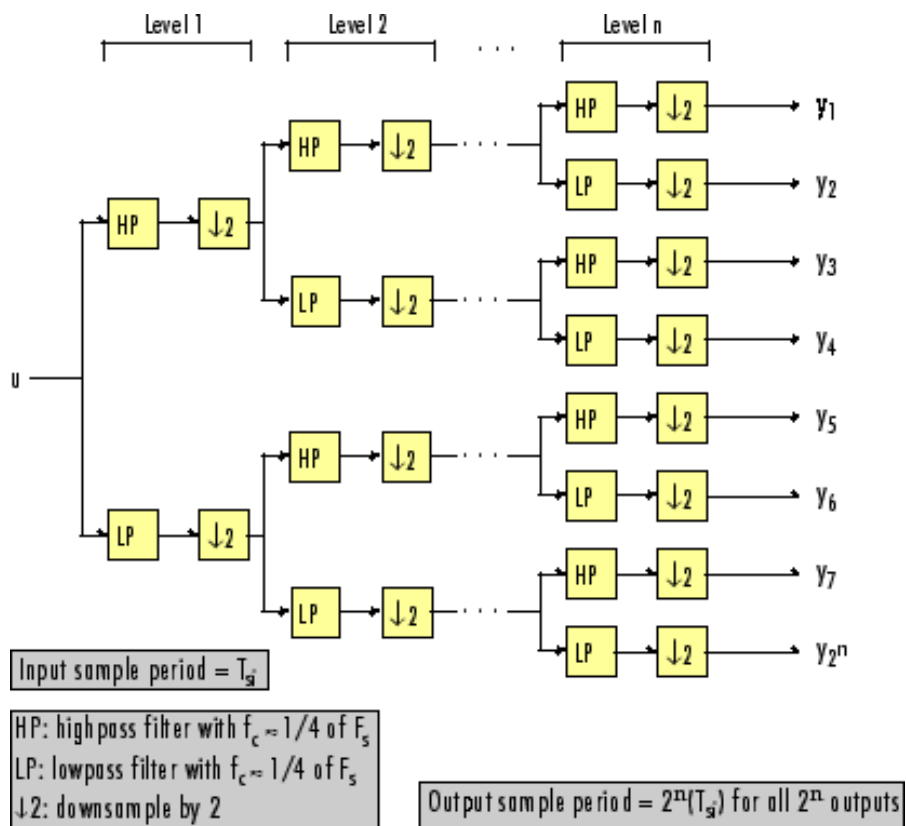 Level 1 Level 2 . . . Level n
HP ↓2 y₁
HP ↓2 . . .
LP ↓2 y₂
HP ↓2
HP ↓2 y₃
LP ↓2 . . .
LP ↓2 y₄
u
HP ↓2 y₅
HP ↓2 . . .
LP ↓2 y₆
LP ↓2
HP ↓2 y₇
LP ↓2 . . .
LP ↓2 y₂ⁿ
Input sample period = Tₛᵢ
HP: highpass filter with f_c ≈ 1/4 of Fₛ
LP: lowpass filter with f_c ≈ 1/4 of Fₛ
↓2: downsample by 2
Output sample period = 2ⁿ(Tₛᵢ) for all 2ⁿ outputs